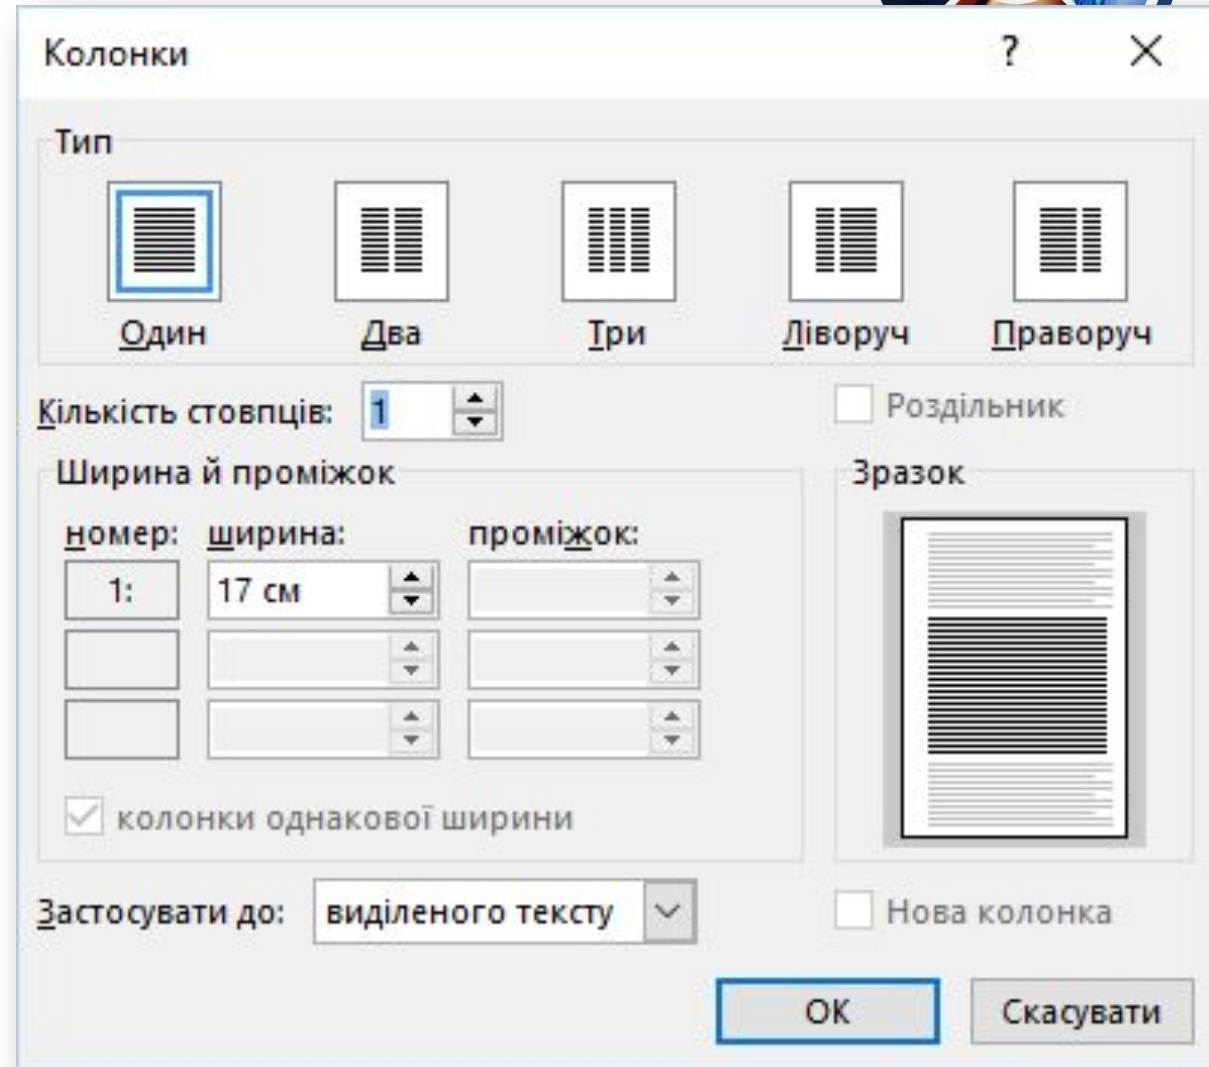 Колонки ?
Тип
Один Два Три Ліворуч Праворуч
Кількість стовпців: 1 Роздільник
Ширина й проміжок Зразок
номер: ширина: проміжок:
1: 17 см
колонки однакової ширини
Застосувати до: виділеного тексту Нова колонка
ОК Скасувати